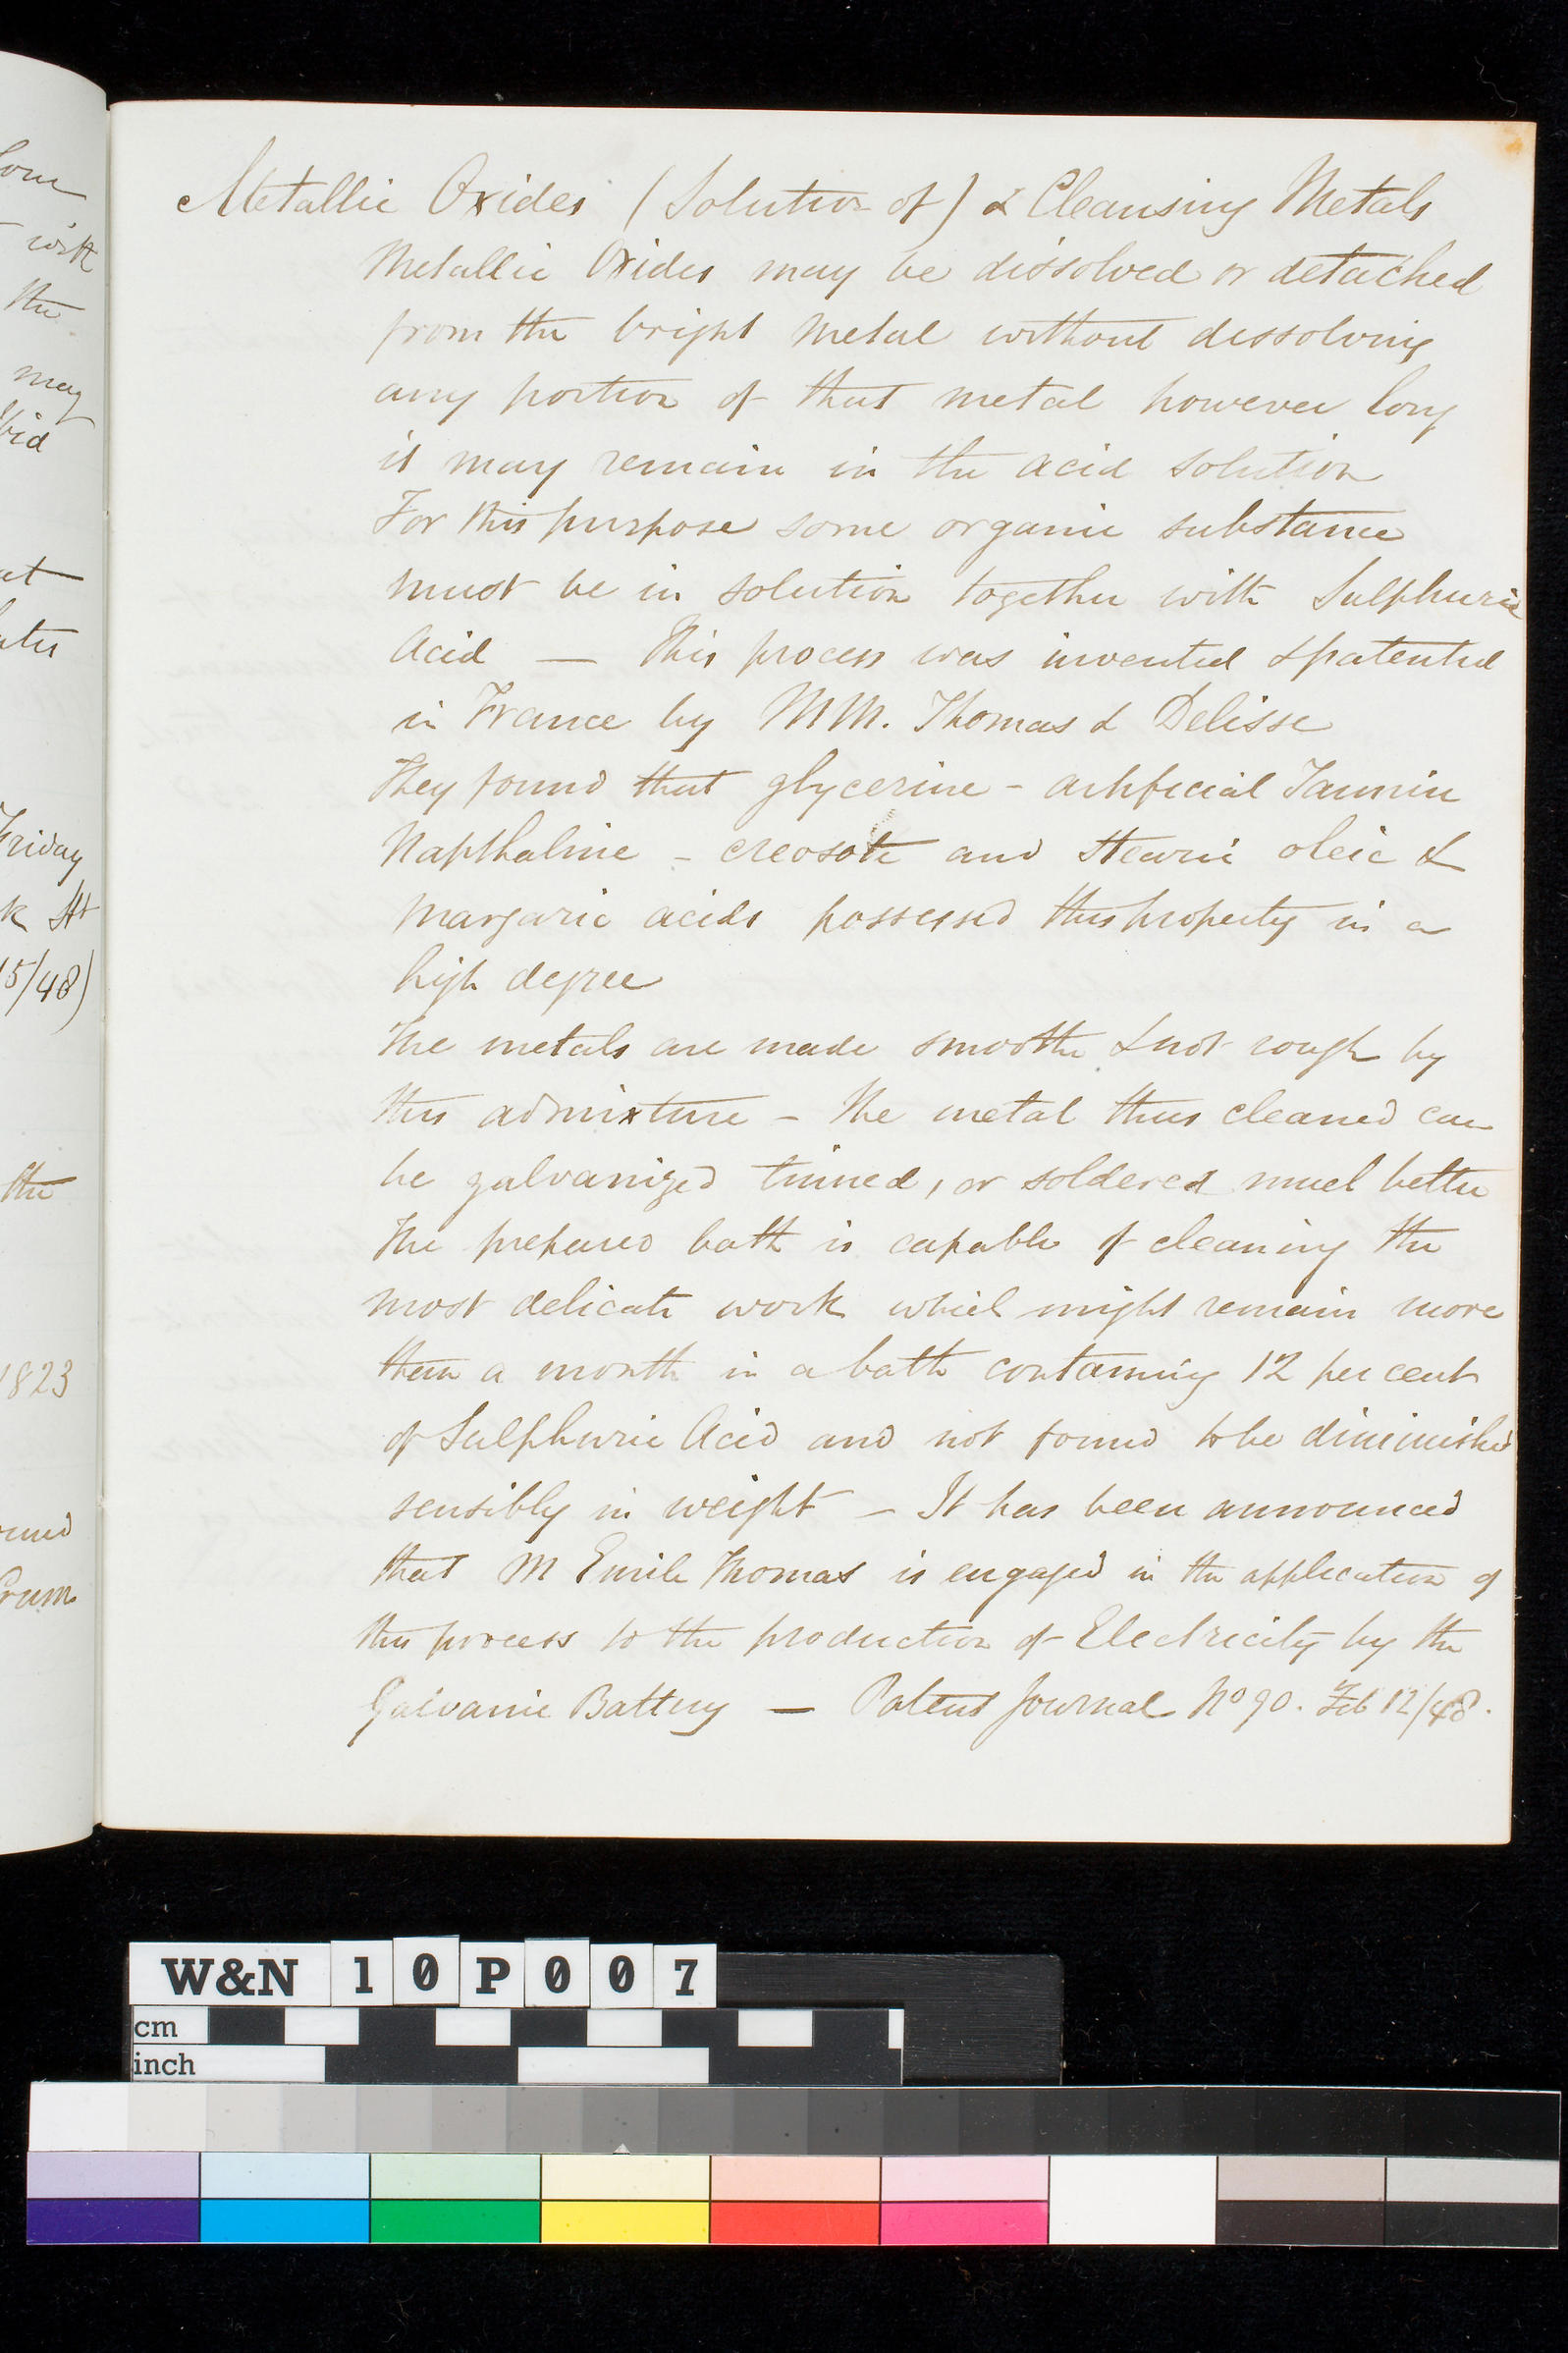 Metallic Oxides (Solution of) & Cleansing Metals
Metallic Oxides may be dissolved or detached
from the bright metal without dissolving
any portion of that metal however long
it may remain in the acid solution
For this purpose some organic substance
must be in solution together with Sulphuric
Acid — This process was invented & patented
in France by MM. Thomas & Delisse
They found that glycerine - artificial Tannin
Napthaline - creosote and stearic oleic &
margaric acids possessed this property in a
high degree
The metals are made smooth & not rough by
this admixture - The metal thus cleaned can
be galvanized tinned, or soldered much better
The prepared bath is capable of cleaning the
most delicate work which might remain more
than a month in a bath containing 12 per cent
of Sulphuric Acid and not found to be diminished
sensibly in weight - It has been announced
that M Emile Thomas is engaged in the application of
this process to the production of Electricity by the
Galvanic Battery — Patent Journal No 90. Feb 12/48.
with
the
may
Friday
k St
15/48)
the
1823
W&N 10P007
cm
inch